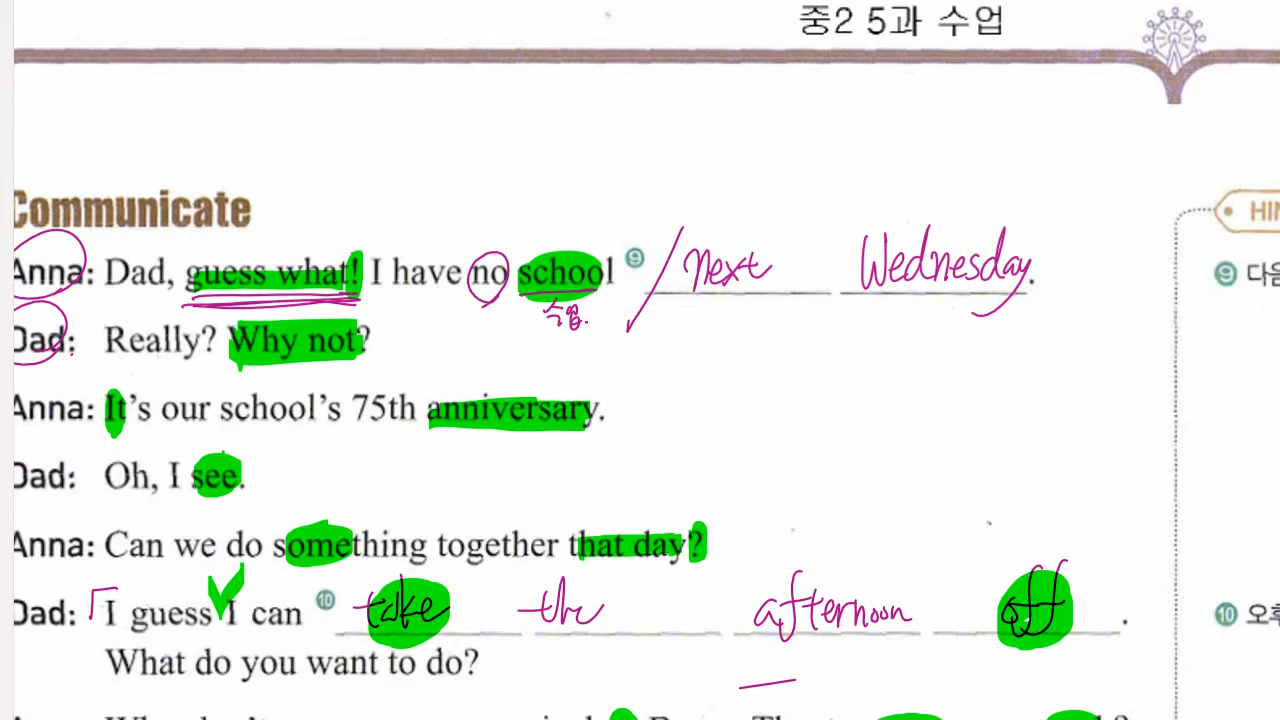 중2 5과 수업
Communicate
Anna: Dad, guess what! I have no school ⑨ next Wednesday.
수업.
Dad: Really? Why not?
Anna: It's our school's 75th anniversary.
Dad: Oh, I see.
Anna: Can we do something together that day?
Dad: I guess I can ⑩ take the afternoon off.
What do you want to do?
HIN
⑨ 다음
⑩ 오후